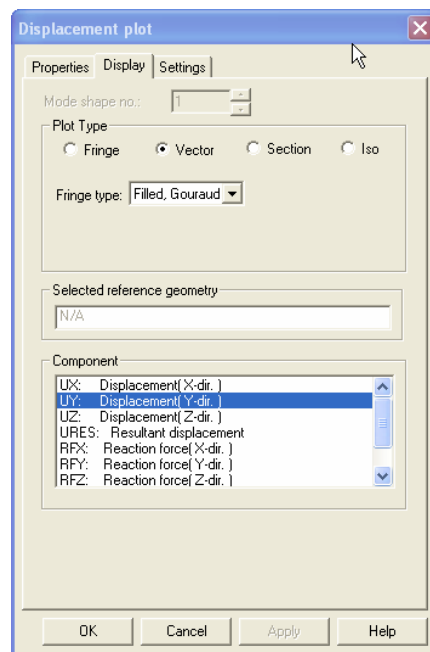 Displacement plot
Properties Display Settings
Mode shape no.: 1
Plot Type
Fringe Vector Section Iso
Fringe type: Filled, Gouraud
Selected reference geometry
N/A
Component
UX: Displacement( X-dir. )
UY: Displacement( Y-dir. )
UZ: Displacement( Z-dir. )
URES: Resultant displacement
RFX: Reaction force( X-dir. )
RFY: Reaction force( Y-dir. )
RFZ: Reaction force( Z-dir. )
OK Cancel Apply Help